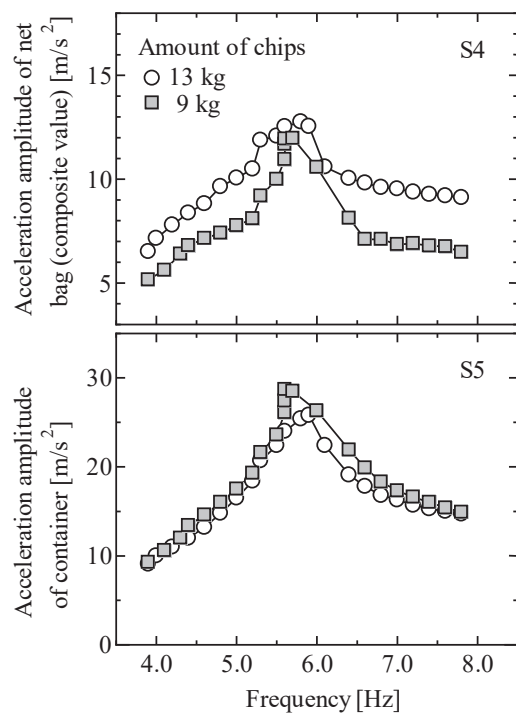 Acceleration amplitude of net
bag (composite value) [m/s²]
Amount of chips
13 kg
9 kg
S4
15
10
5
Acceleration amplitude
of container [m/s²]
S5
30
20
10
0
4.0 5.0 6.0 7.0 8.0
Frequency [Hz]